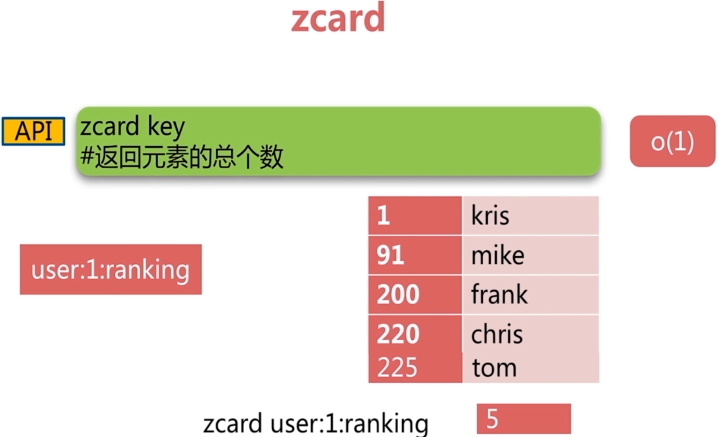 zcard
API
zcard key
#返回元素的总个数
o(1)
user:1:ranking
1 kris
91 mike
200 frank
220 chris
225 tom
zcard user:1:ranking 5